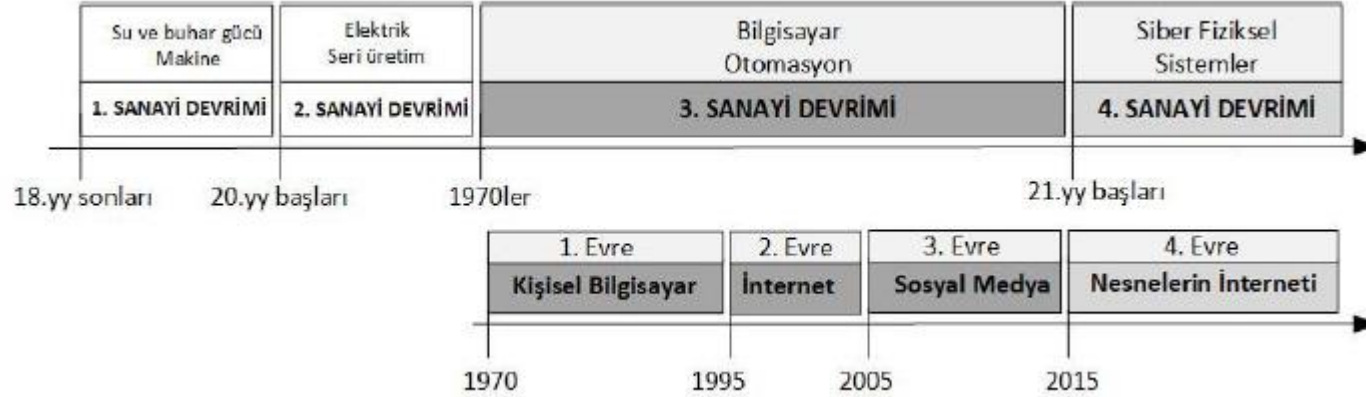 Su ve buhar gücü
Makine
1. SANAYİ DEVRİMİ
Elektrik
Seri üretim
2. SANAYİ DEVRİMİ
Bilgisayar
Otomasyon
3. SANAYİ DEVRİMİ
Siber Fiziksel
Sistemler
4. SANAYİ DEVRİMİ
18.yy sonları
20.yy başları
1970ler
21.yy başları
1. Evre
Kişisel Bilgisayar
2. Evre
İnternet
3. Evre
Sosyal Medya
4. Evre
Nesnelerin İnterneti
1970
1995
2005
2015